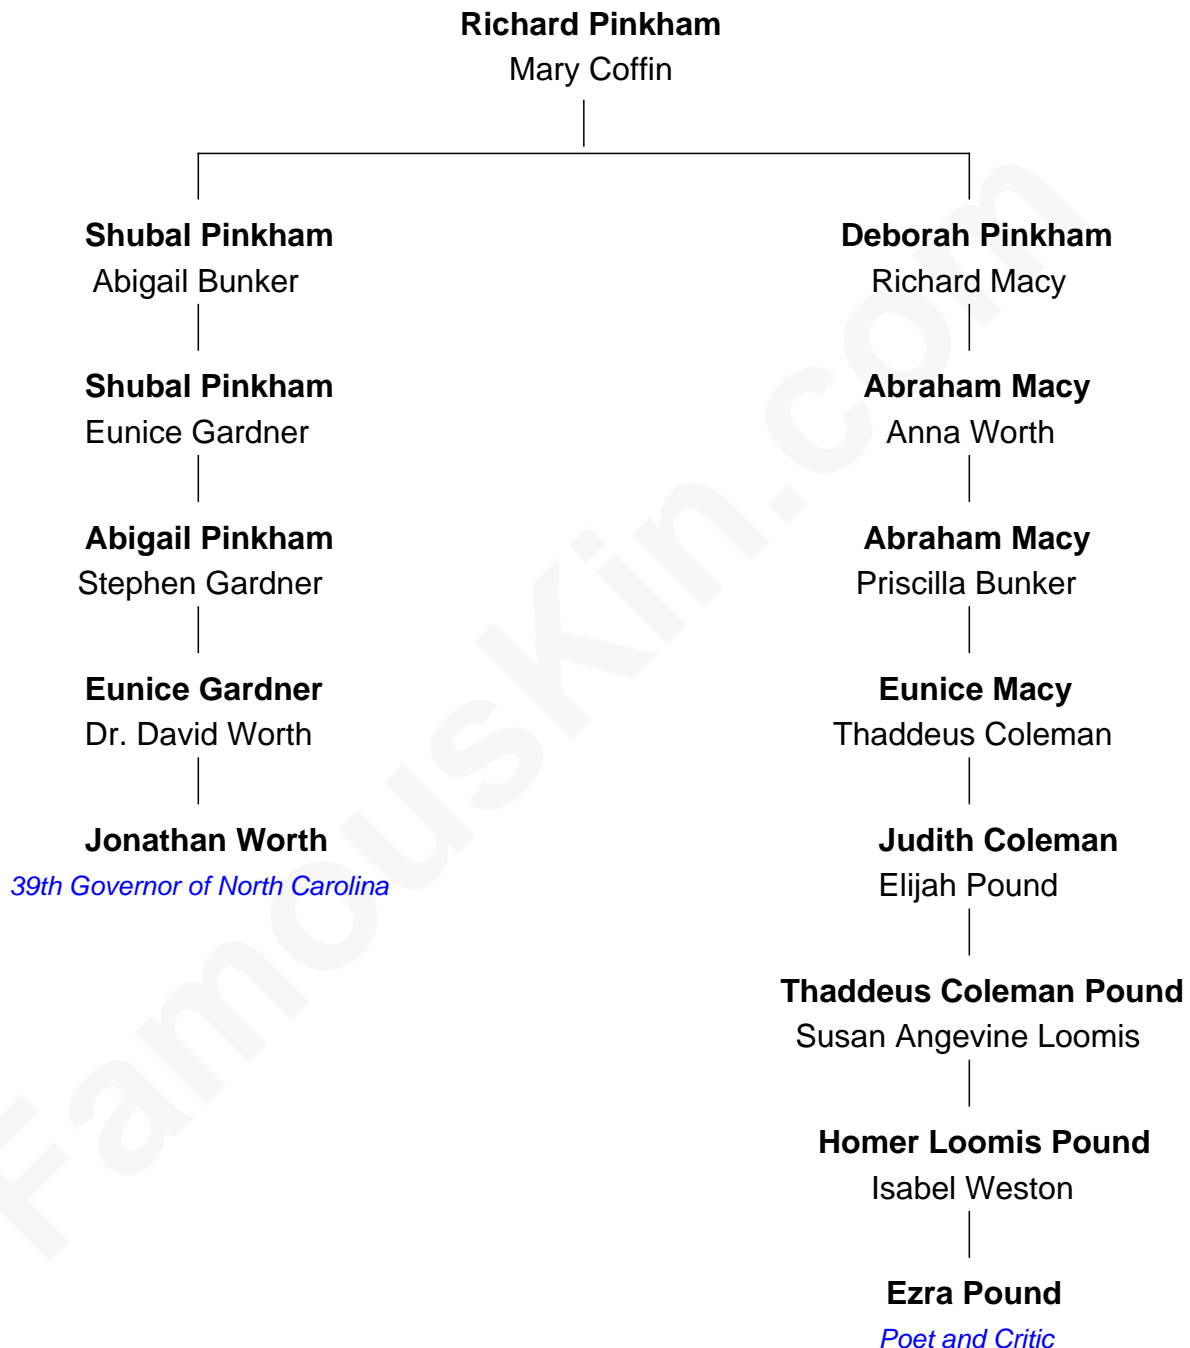 Richard Pinkham
Mary Coffin
Shubal Pinkham
Abigail Bunker
Deborah Pinkham
Richard Macy
Shubal Pinkham
Eunice Gardner
Abraham Macy
Anna Worth
Abigail Pinkham
Stephen Gardner
Abraham Macy
Priscilla Bunker
Eunice Gardner
Dr. David Worth
Eunice Macy
Thaddeus Coleman
Jonathan Worth
39th Governor of North Carolina
Judith Coleman
Elijah Pound
Thaddeus Coleman Pound
Susan Angevine Loomis
Homer Loomis Pound
Isabel Weston
Ezra Pound
Poet and Critic
FamousKin.com